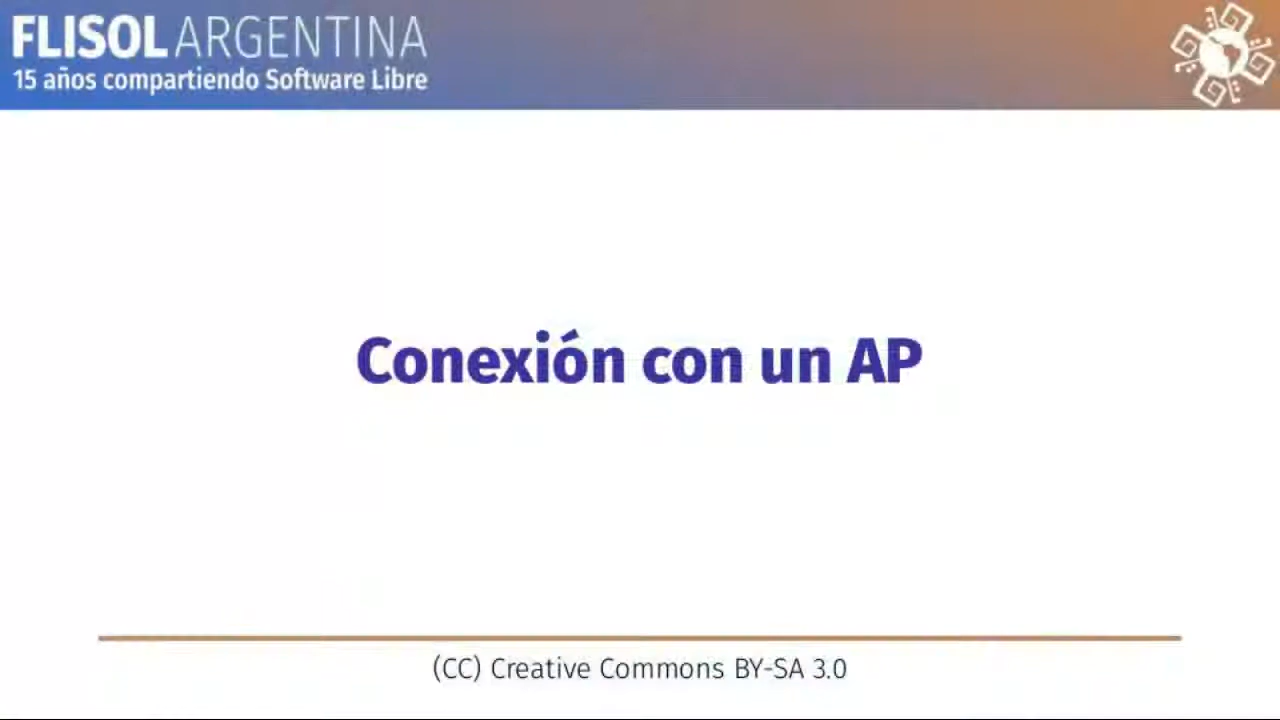 FLISOL ARGENTINA
15 años compartiendo Software Libre
Conexión con un AP
(CC) Creative Commons BY-SA 3.0